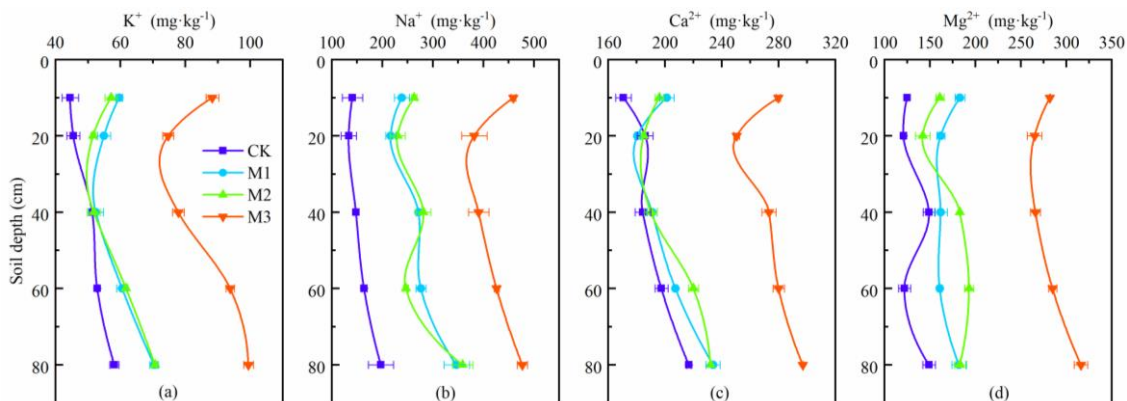 K⁺ (mg·kg⁻¹)
Na⁺ (mg·kg⁻¹)
Ca²⁺ (mg·kg⁻¹)
Mg²⁺ (mg·kg⁻¹)
40 60 80 100
100 200 300 400 500
160 200 240 280 320
100 150 200 250 300 350
Soil depth (cm)
0
20
40
60
80
CK
M1
M2
M3
(a)
0
20
40
60
80
(b)
0
20
40
60
80
(c)
0
20
40
60
80
(d)